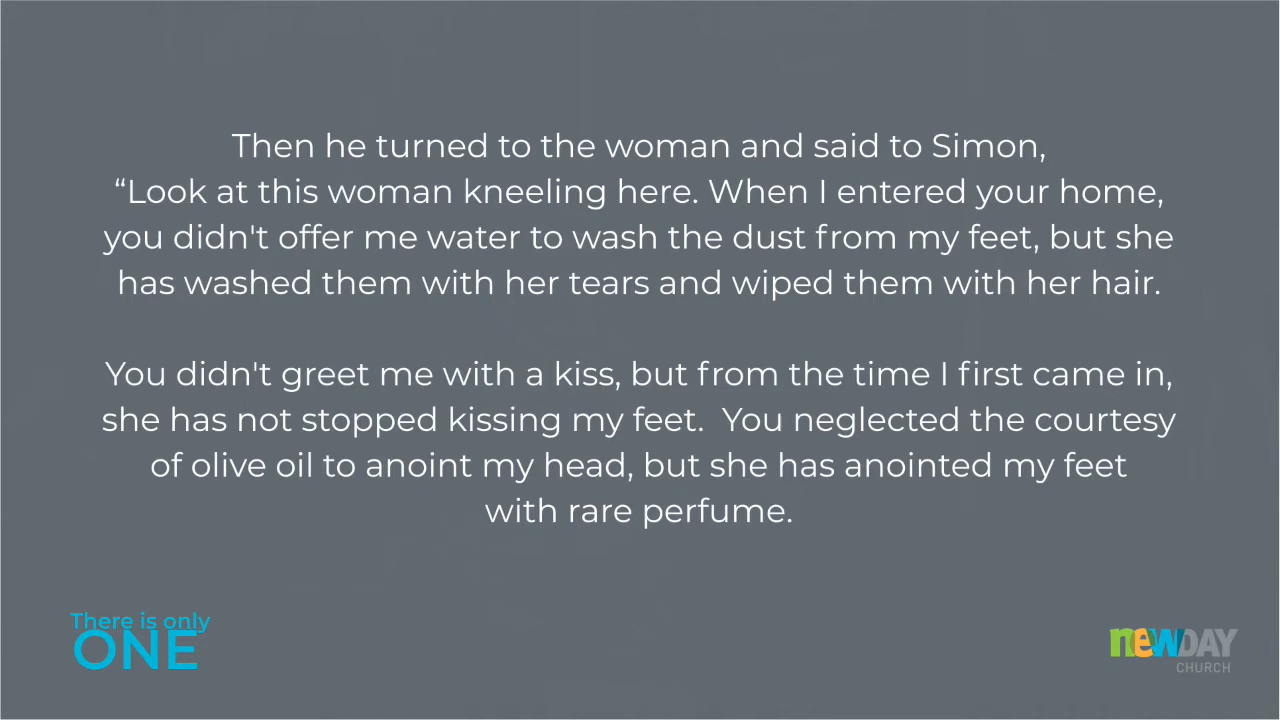 Then he turned to the woman and said to Simon,
“Look at this woman kneeling here. When I entered your home,
you didn't offer me water to wash the dust from my feet, but she
has washed them with her tears and wiped them with her hair.
You didn't greet me with a kiss, but from the time I first came in,
she has not stopped kissing my feet.  You neglected the courtesy
of olive oil to anoint my head, but she has anointed my feet
with rare perfume.
There is only
ONE
newDAY
CHURCH